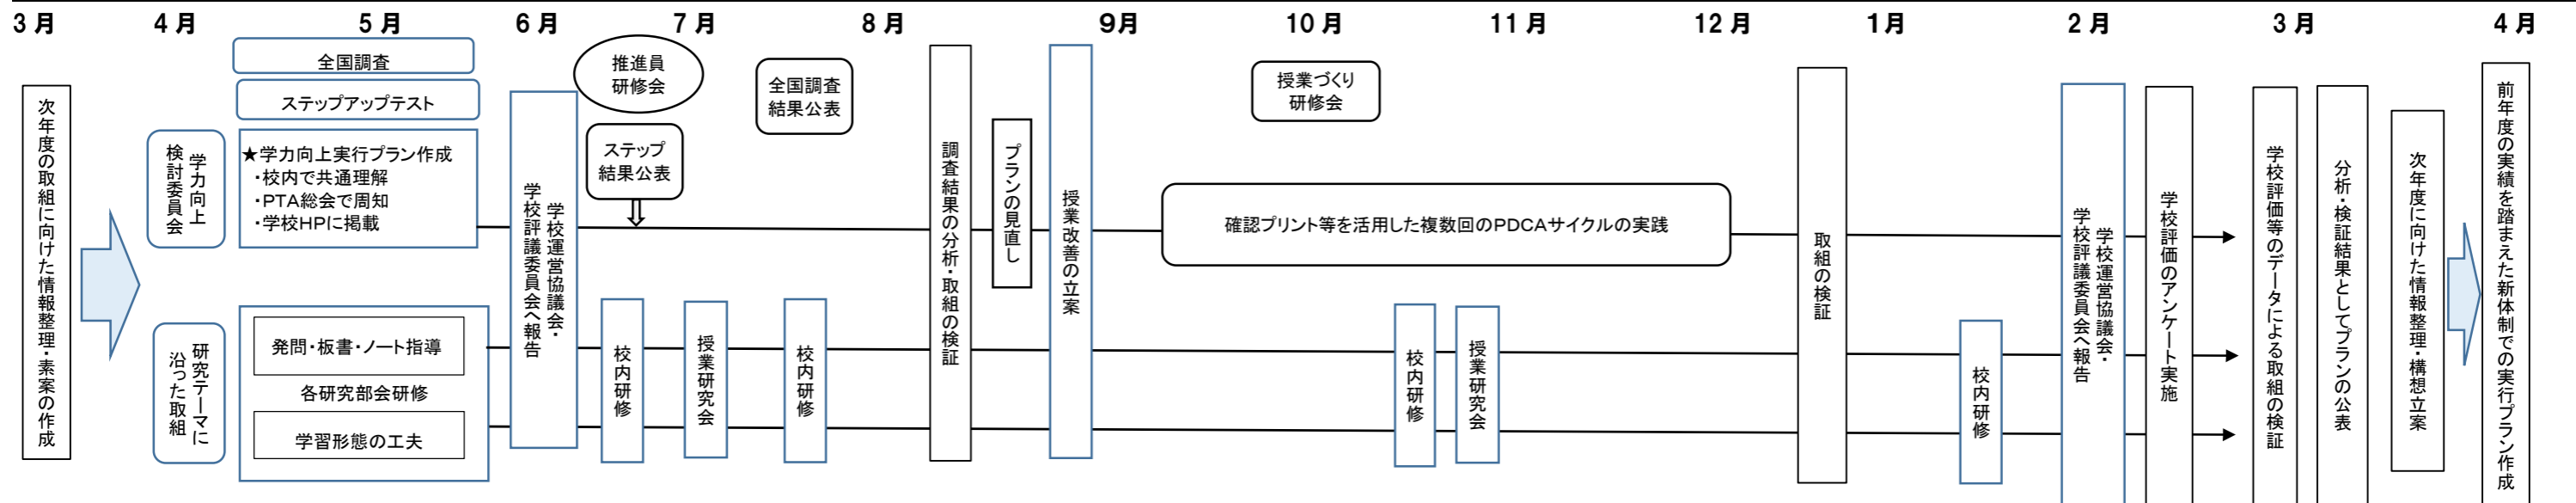 3月
4月
5月
6月
7月
8月
9月
10月
11月
12月
1月
2月
3月
4月
次年度の取組に向けた情報整理・素案の作成
学力向上
検討委員会
研究テーマに
沿った取組
全国調査
ステップアップテスト
★学力向上実行プラン作成
・校内で共通理解
・PTA総会で周知
・学校HPに掲載
発問・板書・ノート指導
各研究部会研修
学習形態の工夫
学校運営協議会・
学校評議委員会へ報告
推進員
研修会
ステップ
結果公表
校内研修
授業研究会
全国調査
結果公表
校内研修
調査結果の分析・取組の検証
プランの見直し
授業改善の立案
授業づくり
研修会
確認プリント等を活用した複数回のPDCAサイクルの実践
校内研修
授業研究会
取組の検証
校内研修
学校運営協議会・
学校評議委員会へ報告
学校評価のアンケート実施
学校評価等のデータによる取組の検証
分析・検証結果としてプランの公表
次年度に向けた情報整理・構想立案
前年度の実績を踏まえた新体制での実行プラン作成